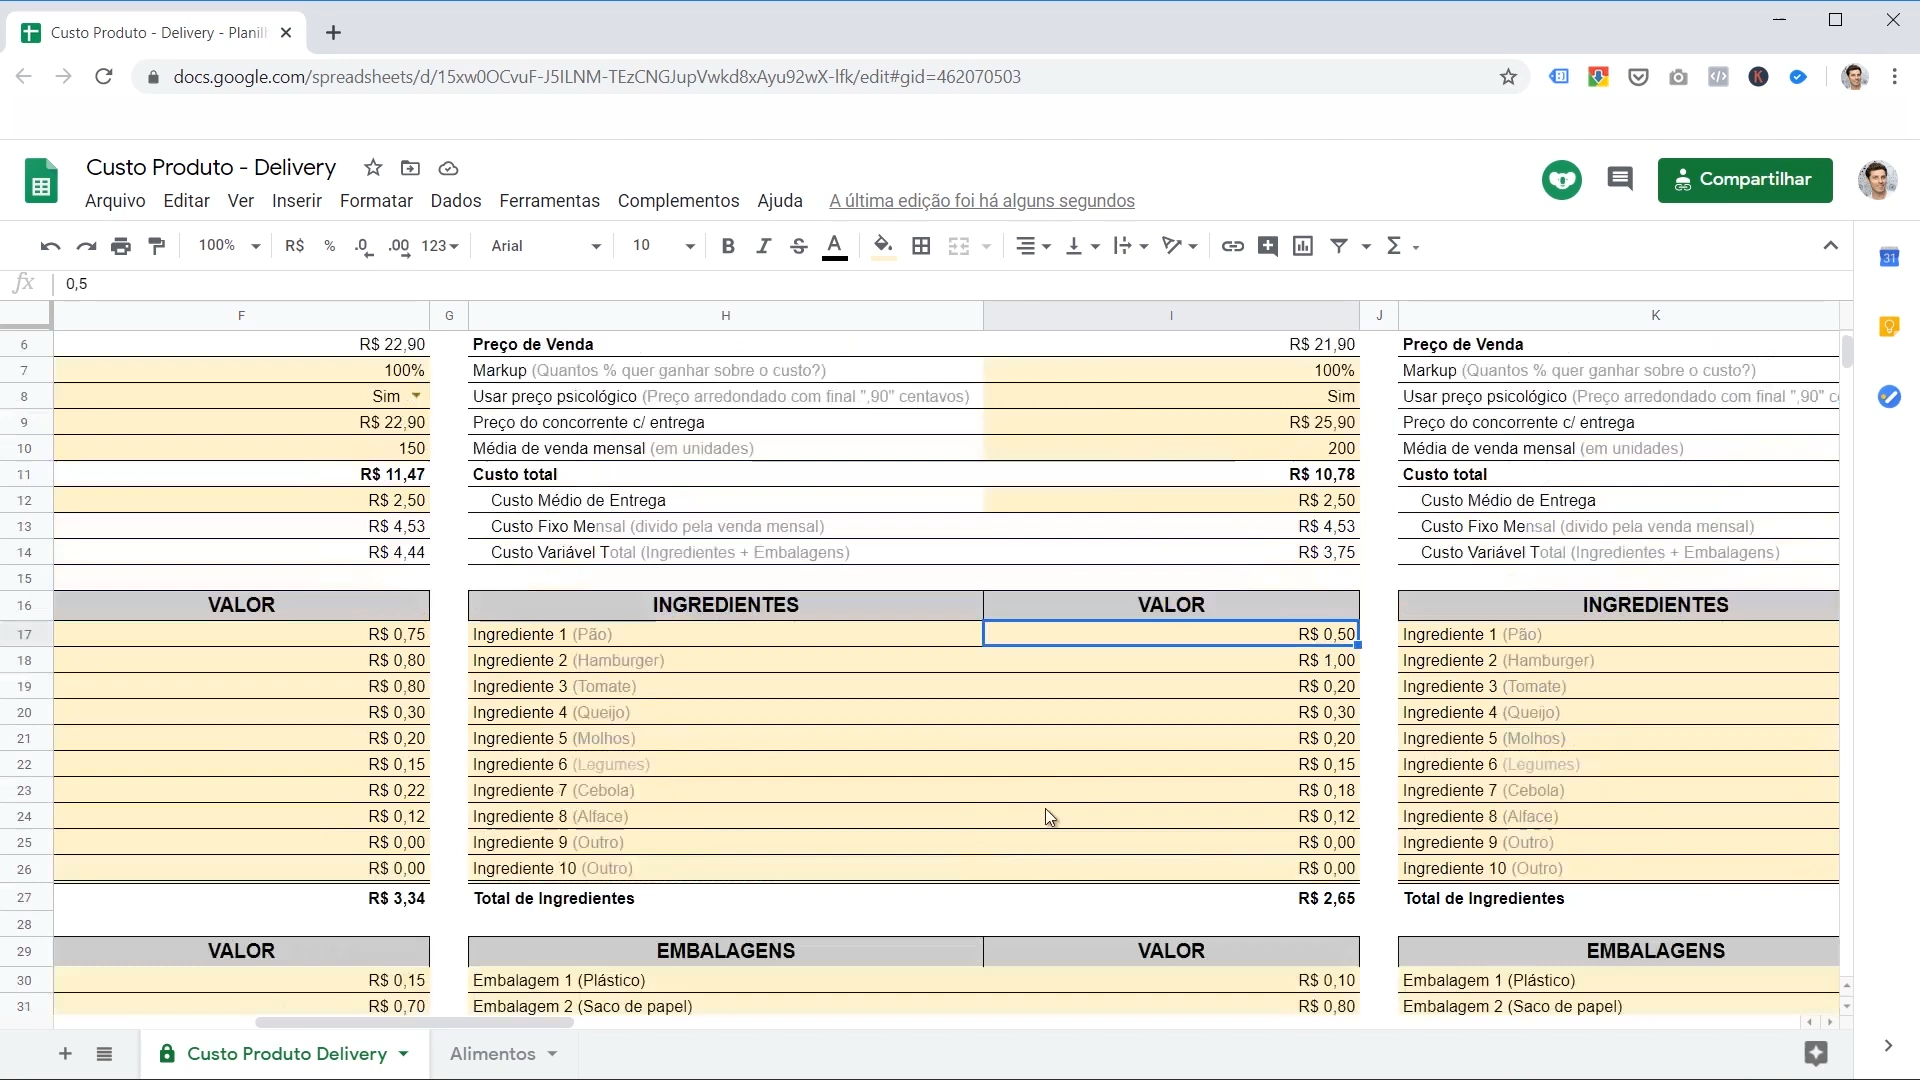 Custo Produto - Delivery - Planil
docs.google.com/spreadsheets/d/15xw0OCvuF-J5ILNM-TEzCNGJupVwkd8xAyu92wX-lfk/edit#gid=462070503
Custo Produto - Delivery
Compartilhar
Arquivo Editar Ver Inserir Formatar Dados Ferramentas Complementos Ajuda A última edição foi há alguns segundos
100% R$ % .0 .00 123 Arial 10 B I S A Σ
31
fx 0,5
F G H I J K
6 R$ 22,90 Preço de Venda R$ 21,90 Preço de Venda
7 100% Markup (Quantos % quer ganhar sobre o custo?) 100% Markup (Quantos % quer ganhar sobre o custo?)
8 Sim Usar preço psicológico (Preço arredondado com final ",90" centavos) Sim Usar preço psicológico (Preço arredondado com final ",90" c
9 R$ 22,90 Preço do concorrente c/ entrega R$ 25,90 Preço do concorrente c/ entrega
10 150 Média de venda mensal (em unidades) 200 Média de venda mensal (em unidades)
11 R$ 11,47 Custo total R$ 10,78 Custo total
12 R$ 2,50 Custo Médio de Entrega R$ 2,50 Custo Médio de Entrega
13 R$ 4,53 Custo Fixo Mensal (divido pela venda mensal) R$ 4,53 Custo Fixo Mensal (divido pela venda mensal)
14 R$ 4,44 Custo Variável Total (Ingredientes + Embalagens) R$ 3,75 Custo Variável Total (Ingredientes + Embalagens)
15
16 VALOR INGREDIENTES VALOR INGREDIENTES
17 R$ 0,75 Ingrediente 1 (Pão) R$ 0,50 Ingrediente 1 (Pão)
18 R$ 0,80 Ingrediente 2 (Hamburger) R$ 1,00 Ingrediente 2 (Hamburger)
19 R$ 0,80 Ingrediente 3 (Tomate) R$ 0,20 Ingrediente 3 (Tomate)
20 R$ 0,30 Ingrediente 4 (Queijo) R$ 0,30 Ingrediente 4 (Queijo)
21 R$ 0,20 Ingrediente 5 (Molhos) R$ 0,20 Ingrediente 5 (Molhos)
22 R$ 0,15 Ingrediente 6 (Legumes) R$ 0,15 Ingrediente 6 (Legumes)
23 R$ 0,22 Ingrediente 7 (Cebola) R$ 0,18 Ingrediente 7 (Cebola)
24 R$ 0,12 Ingrediente 8 (Alface) R$ 0,12 Ingrediente 8 (Alface)
25 R$ 0,00 Ingrediente 9 (Outro) R$ 0,00 Ingrediente 9 (Outro)
26 R$ 0,00 Ingrediente 10 (Outro) R$ 0,00 Ingrediente 10 (Outro)
27 R$ 3,34 Total de Ingredientes R$ 2,65 Total de Ingredientes
28
29 VALOR EMBALAGENS VALOR EMBALAGENS
30 R$ 0,15 Embalagem 1 (Plástico) R$ 0,10 Embalagem 1 (Plástico)
31 R$ 0,70 Embalagem 2 (Saco de papel) R$ 0,80 Embalagem 2 (Saco de papel)
Custo Produto Delivery Alimentos